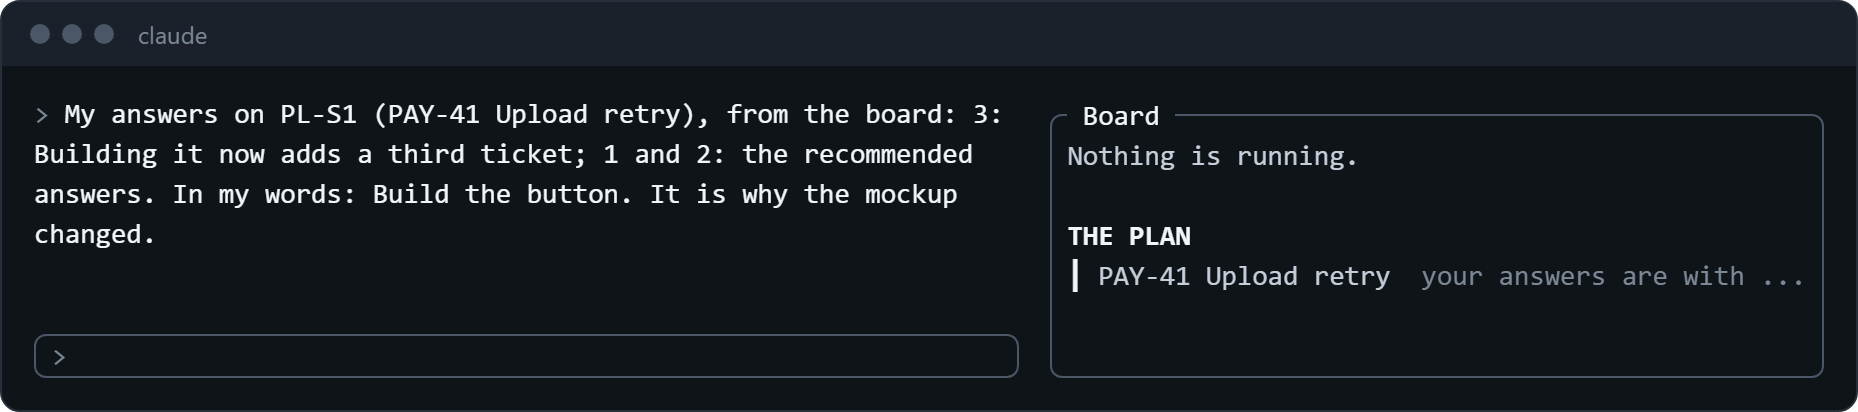 claude
> My answers on PL-S1 (PAY-41 Upload retry), from the board: 3:
Building it now adds a third ticket; 1 and 2: the recommended
answers. In my words: Build the button. It is why the mockup
changed.
>
Board
Nothing is running.
THE PLAN
PAY-41 Upload retry  your answers are with ...